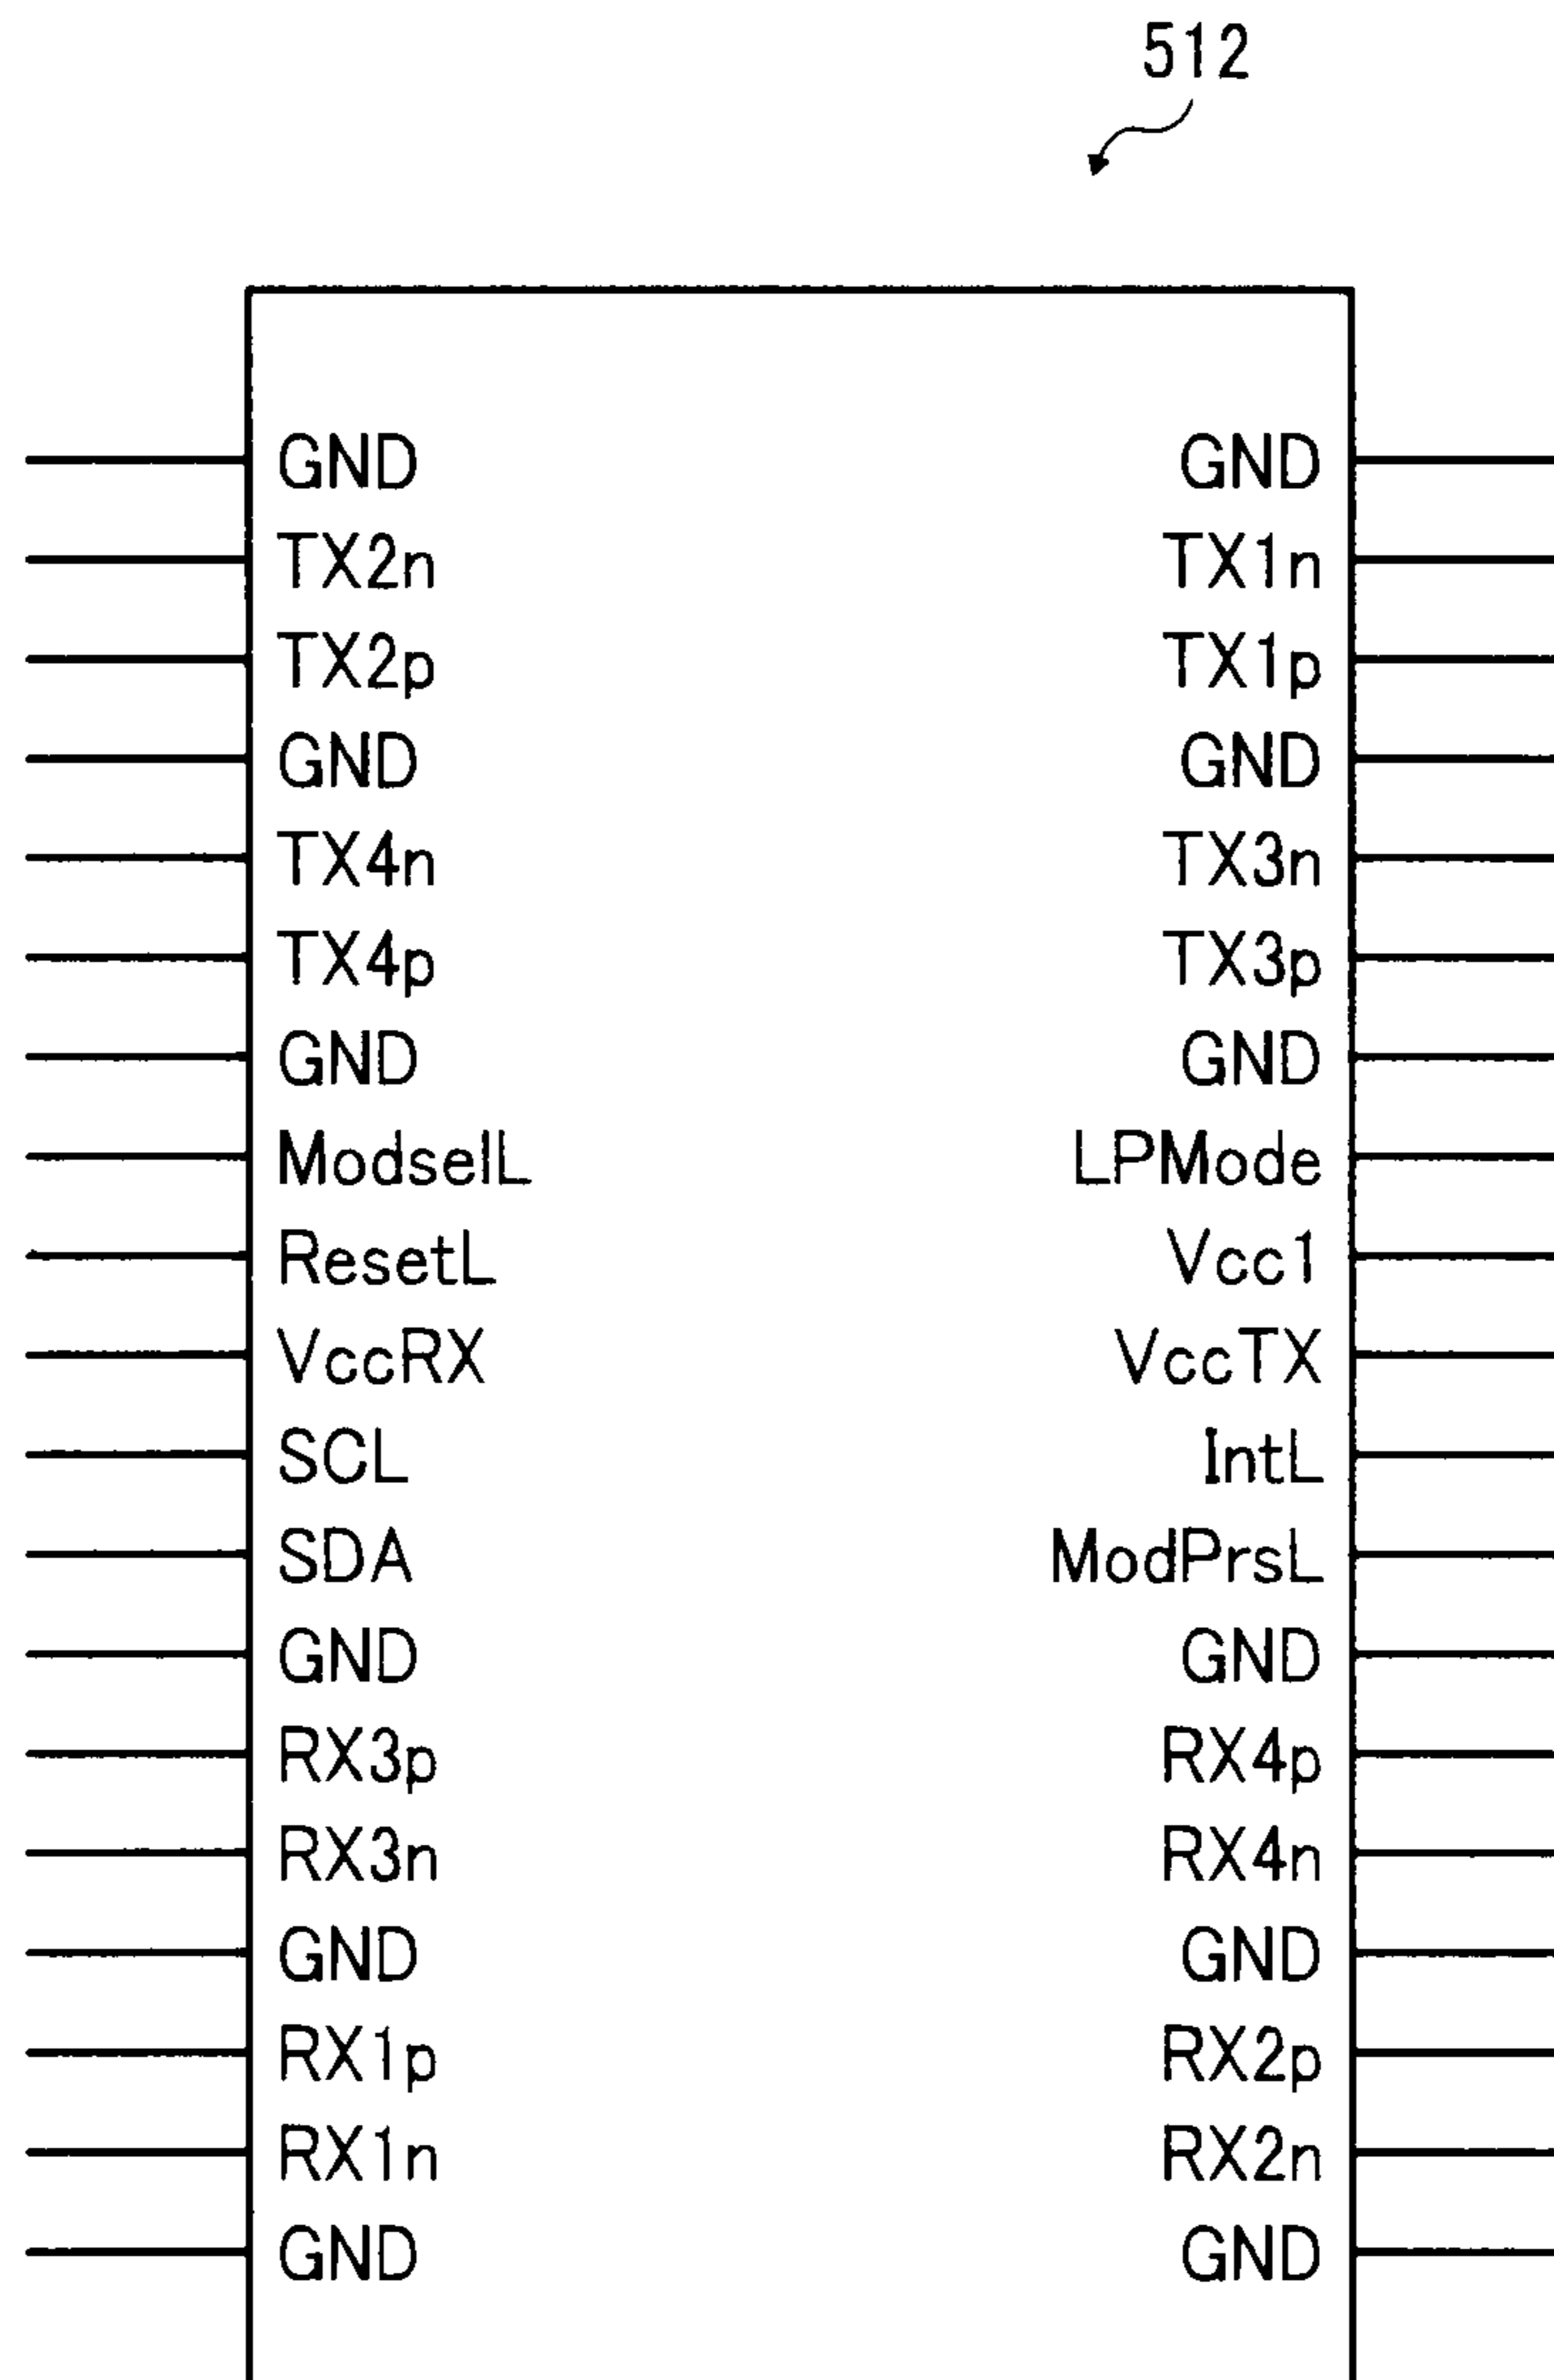 512
GND GND
TX2n TX1n
TX2p TX1p
GND GND
TX4n TX3n
TX4p TX3p
GND GND
ModselL LPMode
ResetL Vcc1
VccRX VccTX
SCL IntL
SDA ModPrsL
GND GND
RX3p RX4p
RX3n RX4n
GND GND
RX1p RX2p
RX1n RX2n
GND GND